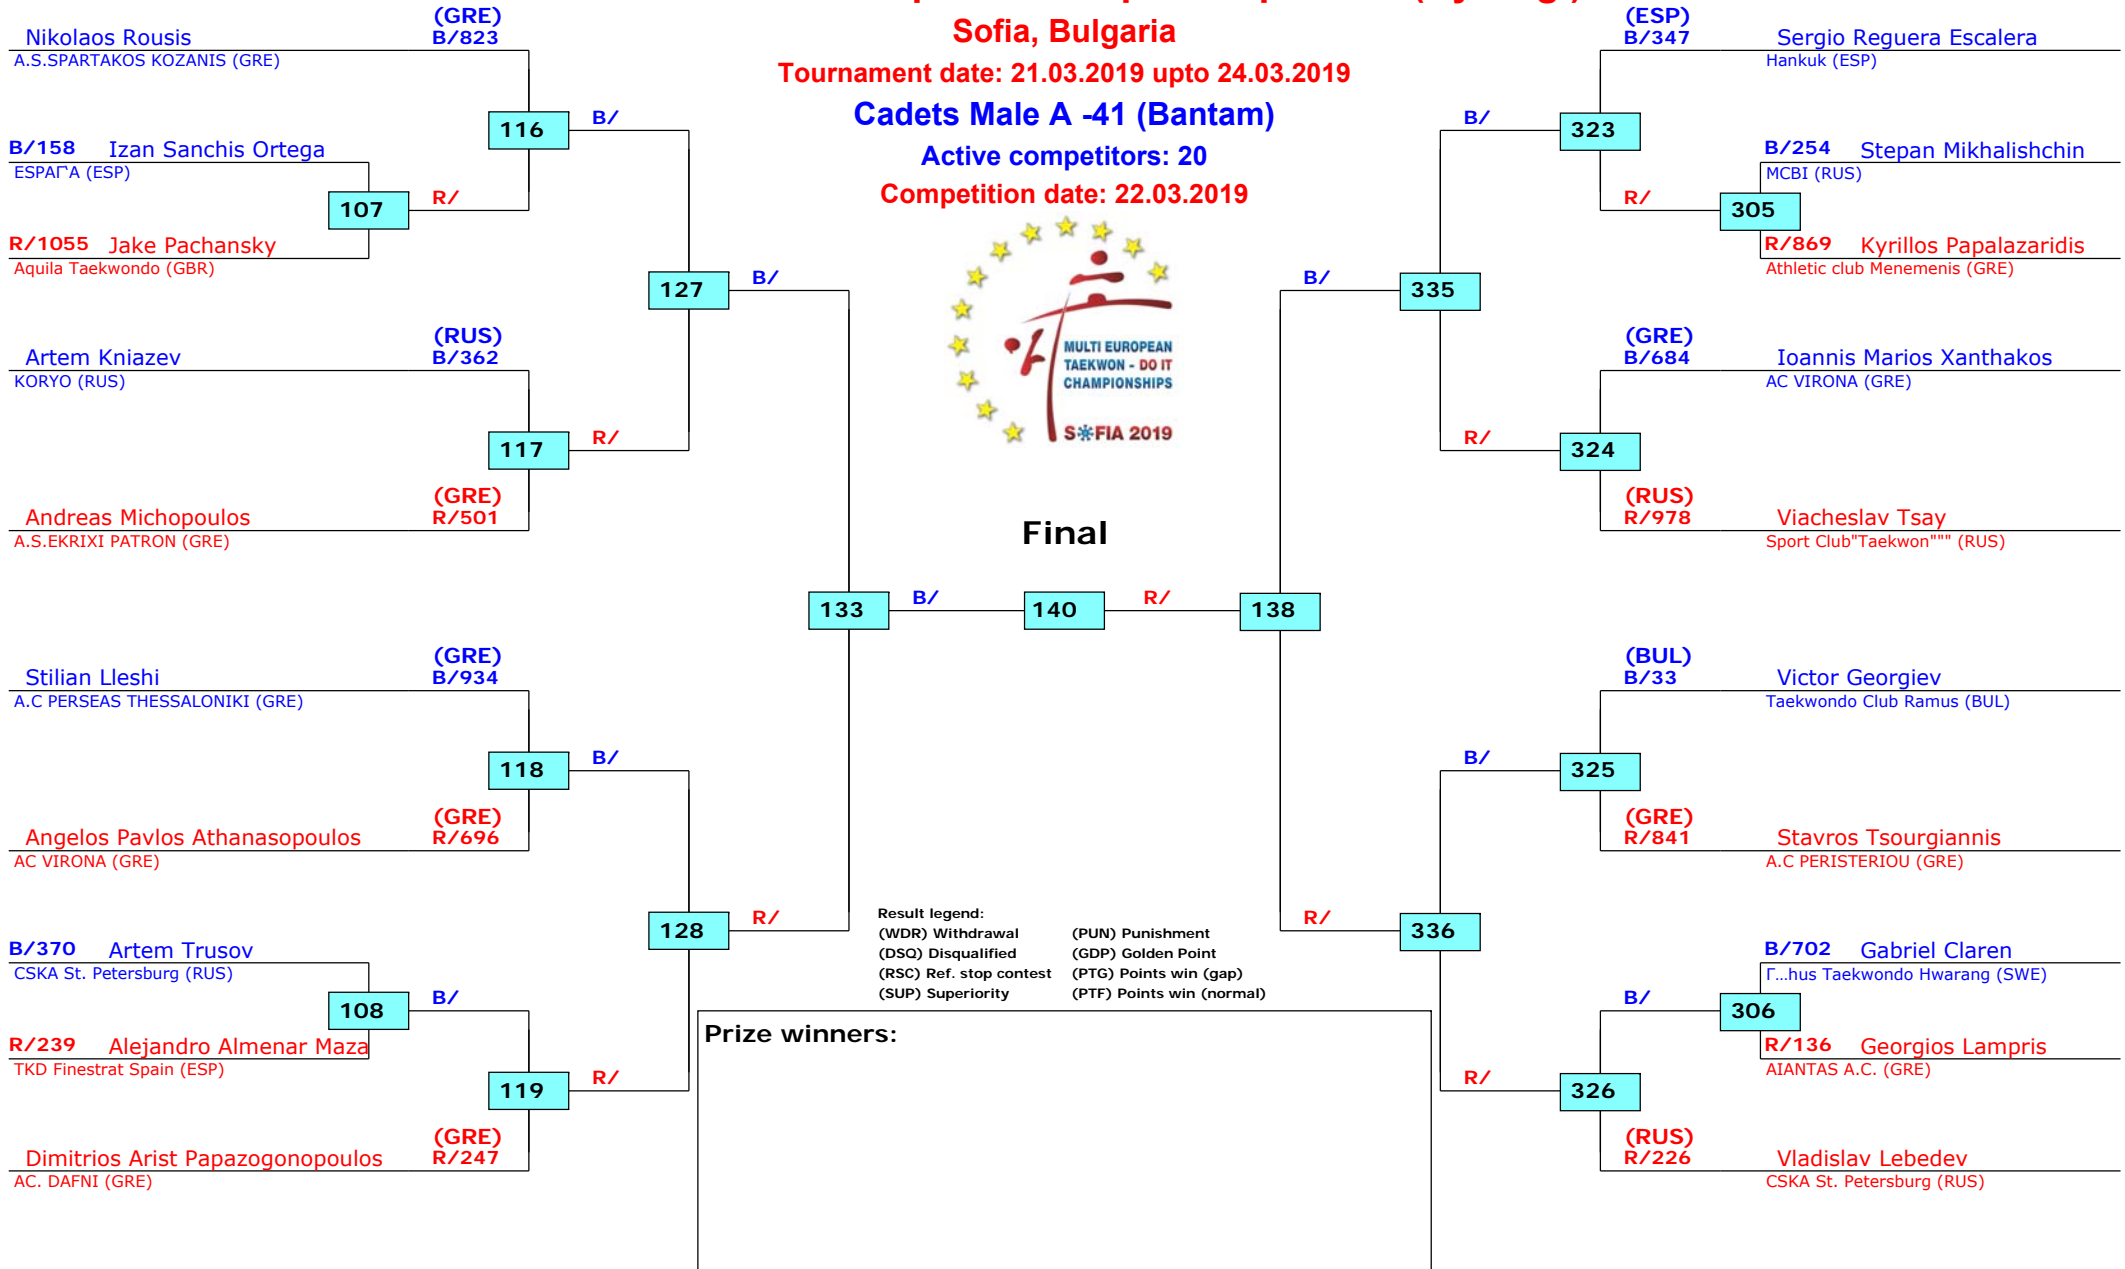 Sofia, Bulgaria
Tournament date: 21.03.2019 upto 24.03.2019
Cadets Male A -41 (Bantam)
Active competitors: 20
Competition date: 22.03.2019
MULTI EUROPEAN
TAEKWON - DO IT
CHAMPIONSHIPS
SOFIA 2019
(GRE)
Nikolaos Rousis B/823
A.S.SPARTAKOS KOZANIS (GRE)
116 B/
B/158 Izan Sanchis Ortega
ESPAГ'A (ESP)
107 R/
R/1055 Jake Pachansky
Aquila Taekwondo (GBR)
127 B/
(RUS)
Artem Kniazev B/362
KORYO (RUS)
117 R/
(GRE)
Andreas Michopoulos R/501
A.S.EKRIXI PATRON (GRE)
Final
133 B/ 140 R/ 138
(GRE)
Stilian Lleshi B/934
A.C PERSEAS THESSALONIKI (GRE)
118 B/
(GRE)
Angelos Pavlos Athanasopoulos R/696
AC VIRONA (GRE)
128 R/
B/370 Artem Trusov
CSKA St. Petersburg (RUS)
108 B/
R/239 Alejandro Almenar Maza
TKD Finestrat Spain (ESP)
119 R/
(GRE)
Dimitrios Arist Papazogonopoulos R/247
AC. DAFNI (GRE)
(ESP)
B/347 Sergio Reguera Escalera
Hankuk (ESP)
B/ 323
B/254 Stepan Mikhalishchin
MCBI (RUS)
R/ 305
R/869 Kyrillos Papalazaridis
Athletic club Menemenis (GRE)
B/ 335
(GRE)
B/684 Ioannis Marios Xanthakos
AC VIRONA (GRE)
R/ 324
(RUS)
R/978 Viacheslav Tsay
Sport Club"Taekwon""" (RUS)
(BUL)
B/33 Victor Georgiev
Taekwondo Club Ramus (BUL)
B/ 325
(GRE)
R/841 Stavros Tsourgiannis
A.C PERISTERIOU (GRE)
R/ 336
B/702 Gabriel Claren
Г...hus Taekwondo Hwarang (SWE)
B/ 306
R/136 Georgios Lampris
AIANTAS A.C. (GRE)
R/ 326
(RUS)
R/226 Vladislav Lebedev
CSKA St. Petersburg (RUS)
Result legend:
(WDR) Withdrawal (PUN) Punishment
(DSQ) Disqualified (GDP) Golden Point
(RSC) Ref. stop contest (PTG) Points win (gap)
(SUP) Superiority (PTF) Points win (normal)
Prize winners: